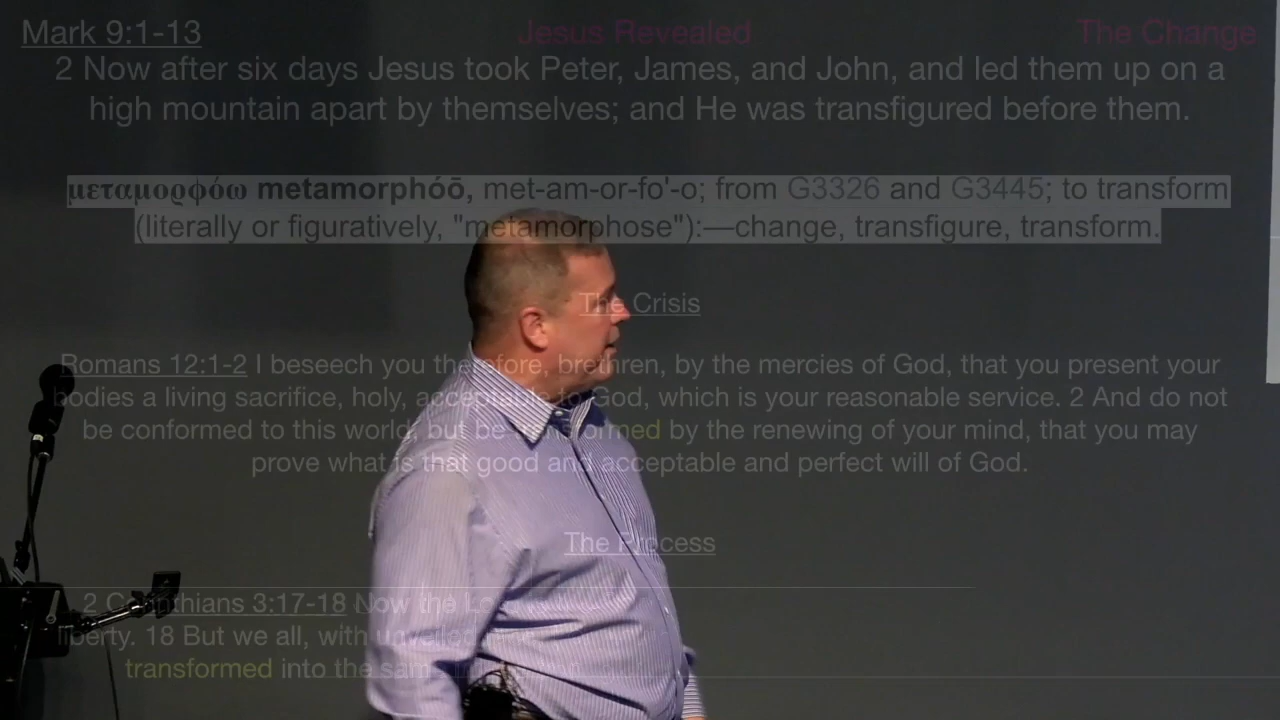 Mark 9:1-13 Jesus Revealed The Change
2 Now after six days Jesus took Peter, James, and John, and led them up on a
high mountain apart by themselves; and He was transfigured before them.
μεταμορφόω metamorphóō, met-am-or-fo'-o; from G3326 and G3445; to transform
(literally or figuratively, "metamorphose"):—change, transfigure, transform.
The Crisis
Romans 12:1-2 I beseech you therefore, brethren, by the mercies of God, that you present your
bodies a living sacrifice, holy, acceptable to God, which is your reasonable service. 2 And do not
be conformed to this world, but be transformed by the renewing of your mind, that you may
prove what is that good and acceptable and perfect will of God.
The Process
2 Corinthians 3:17-18 Now the
liberty. 18 But we all, with unveiled
transformed into the same